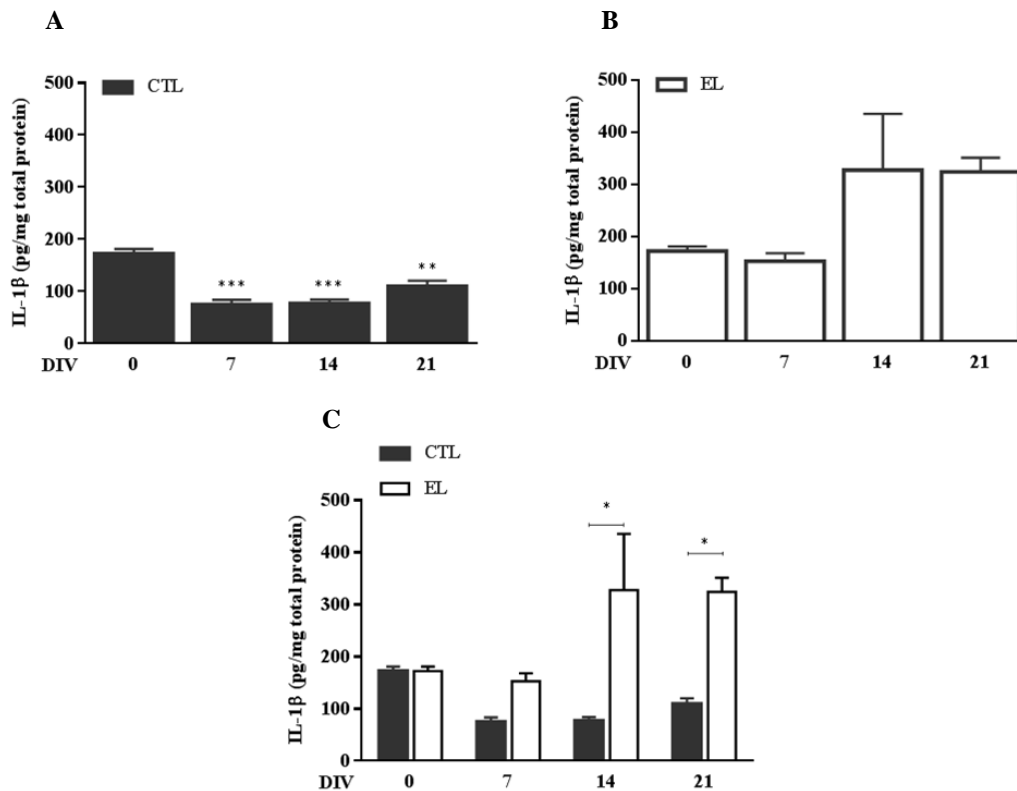 A
CTL
IL-1β (pg/mg total protein)
500
400
300
200
100
0
*** *** **
DIV 0 7 14 21
B
EL
IL-1β (pg/mg total protein)
500
400
300
200
100
0
DIV 0 7 14 21
C
CTL
EL
IL-1β (pg/mg total protein)
500
400
300
200
100
0
* *
DIV 0 7 14 21